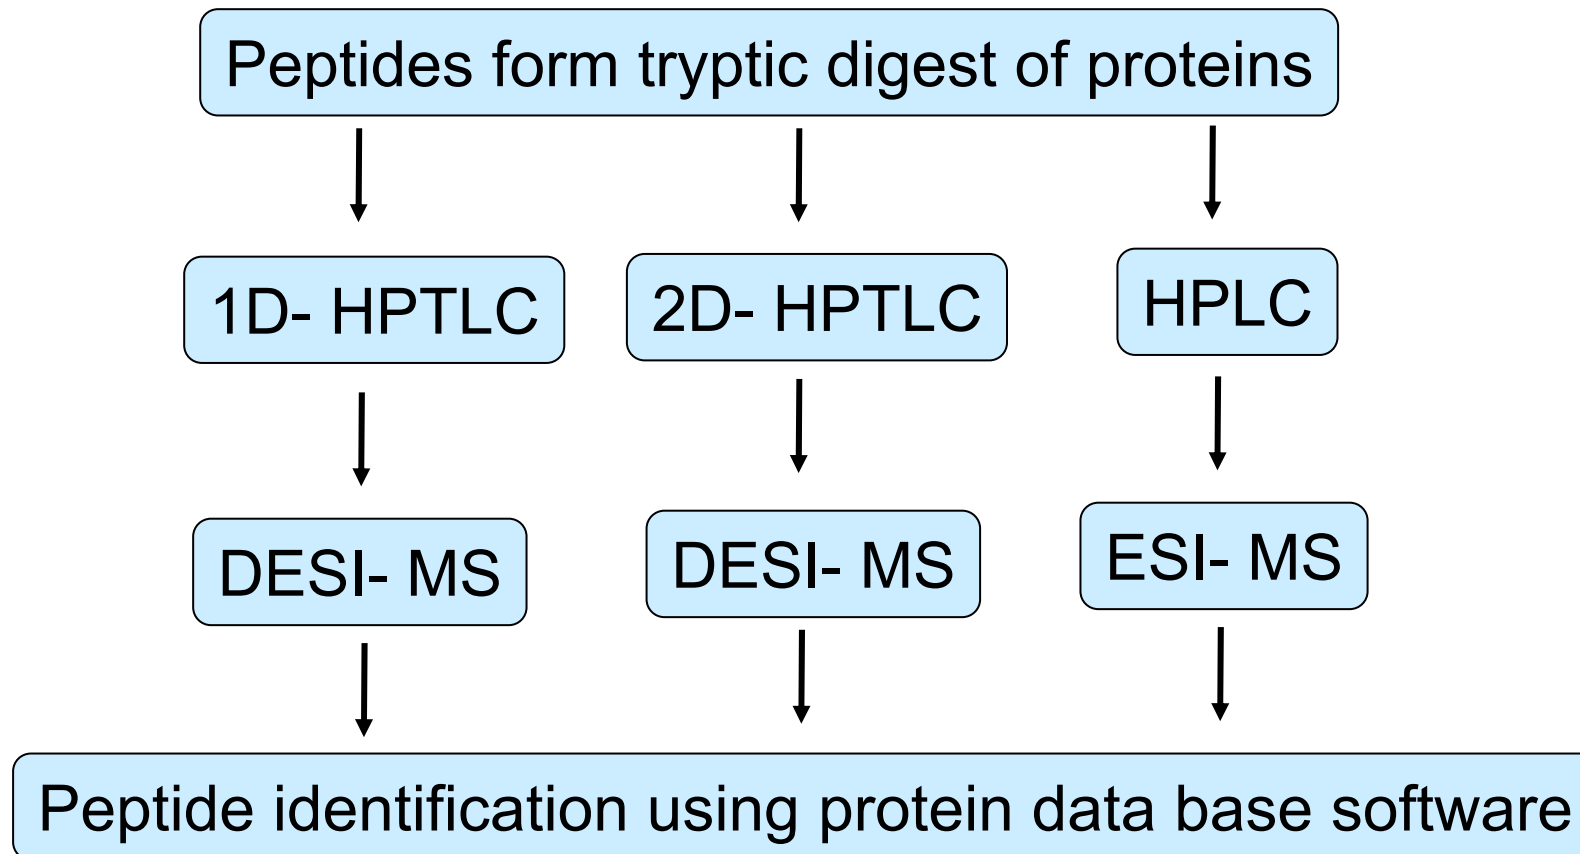 Peptides form tryptic digest of proteins
1D- HPTLC
2D- HPTLC
HPLC
DESI- MS
DESI- MS
ESI- MS
Peptide identification using protein data base software